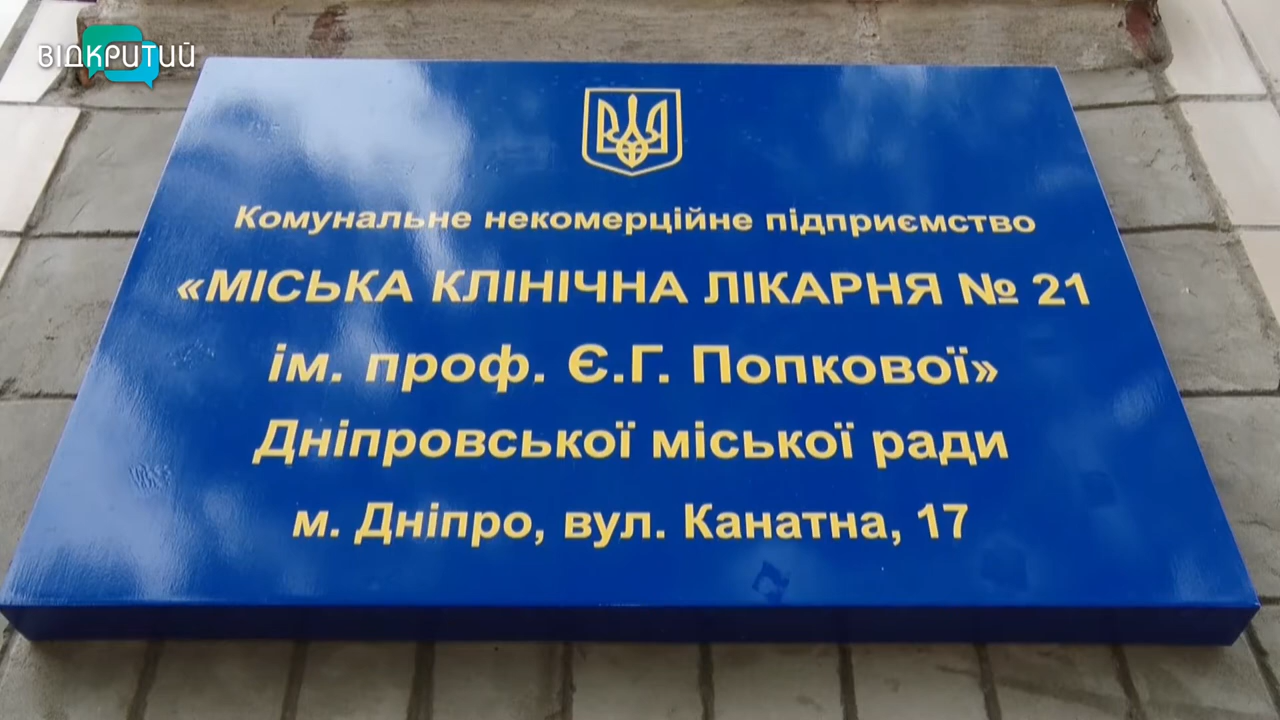 ВІДКРИТИЙ
Комунальне некомерційне підприємство
«МІСЬКА КЛІНІЧНА ЛІКАРНЯ № 21
ім. проф. Є.Г. Попкової»
Дніпровської міської ради
м. Дніпро, вул. Канатна, 17